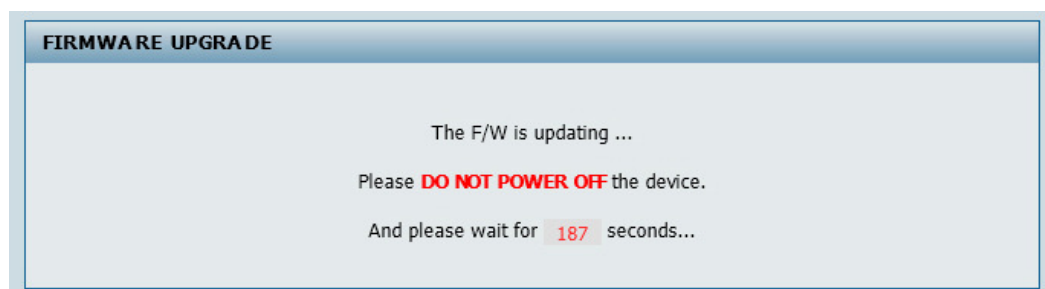 FIRMWARE UPGRADE
The F/W is updating ...
Please DO NOT POWER OFF the device.
And please wait for 187 seconds...